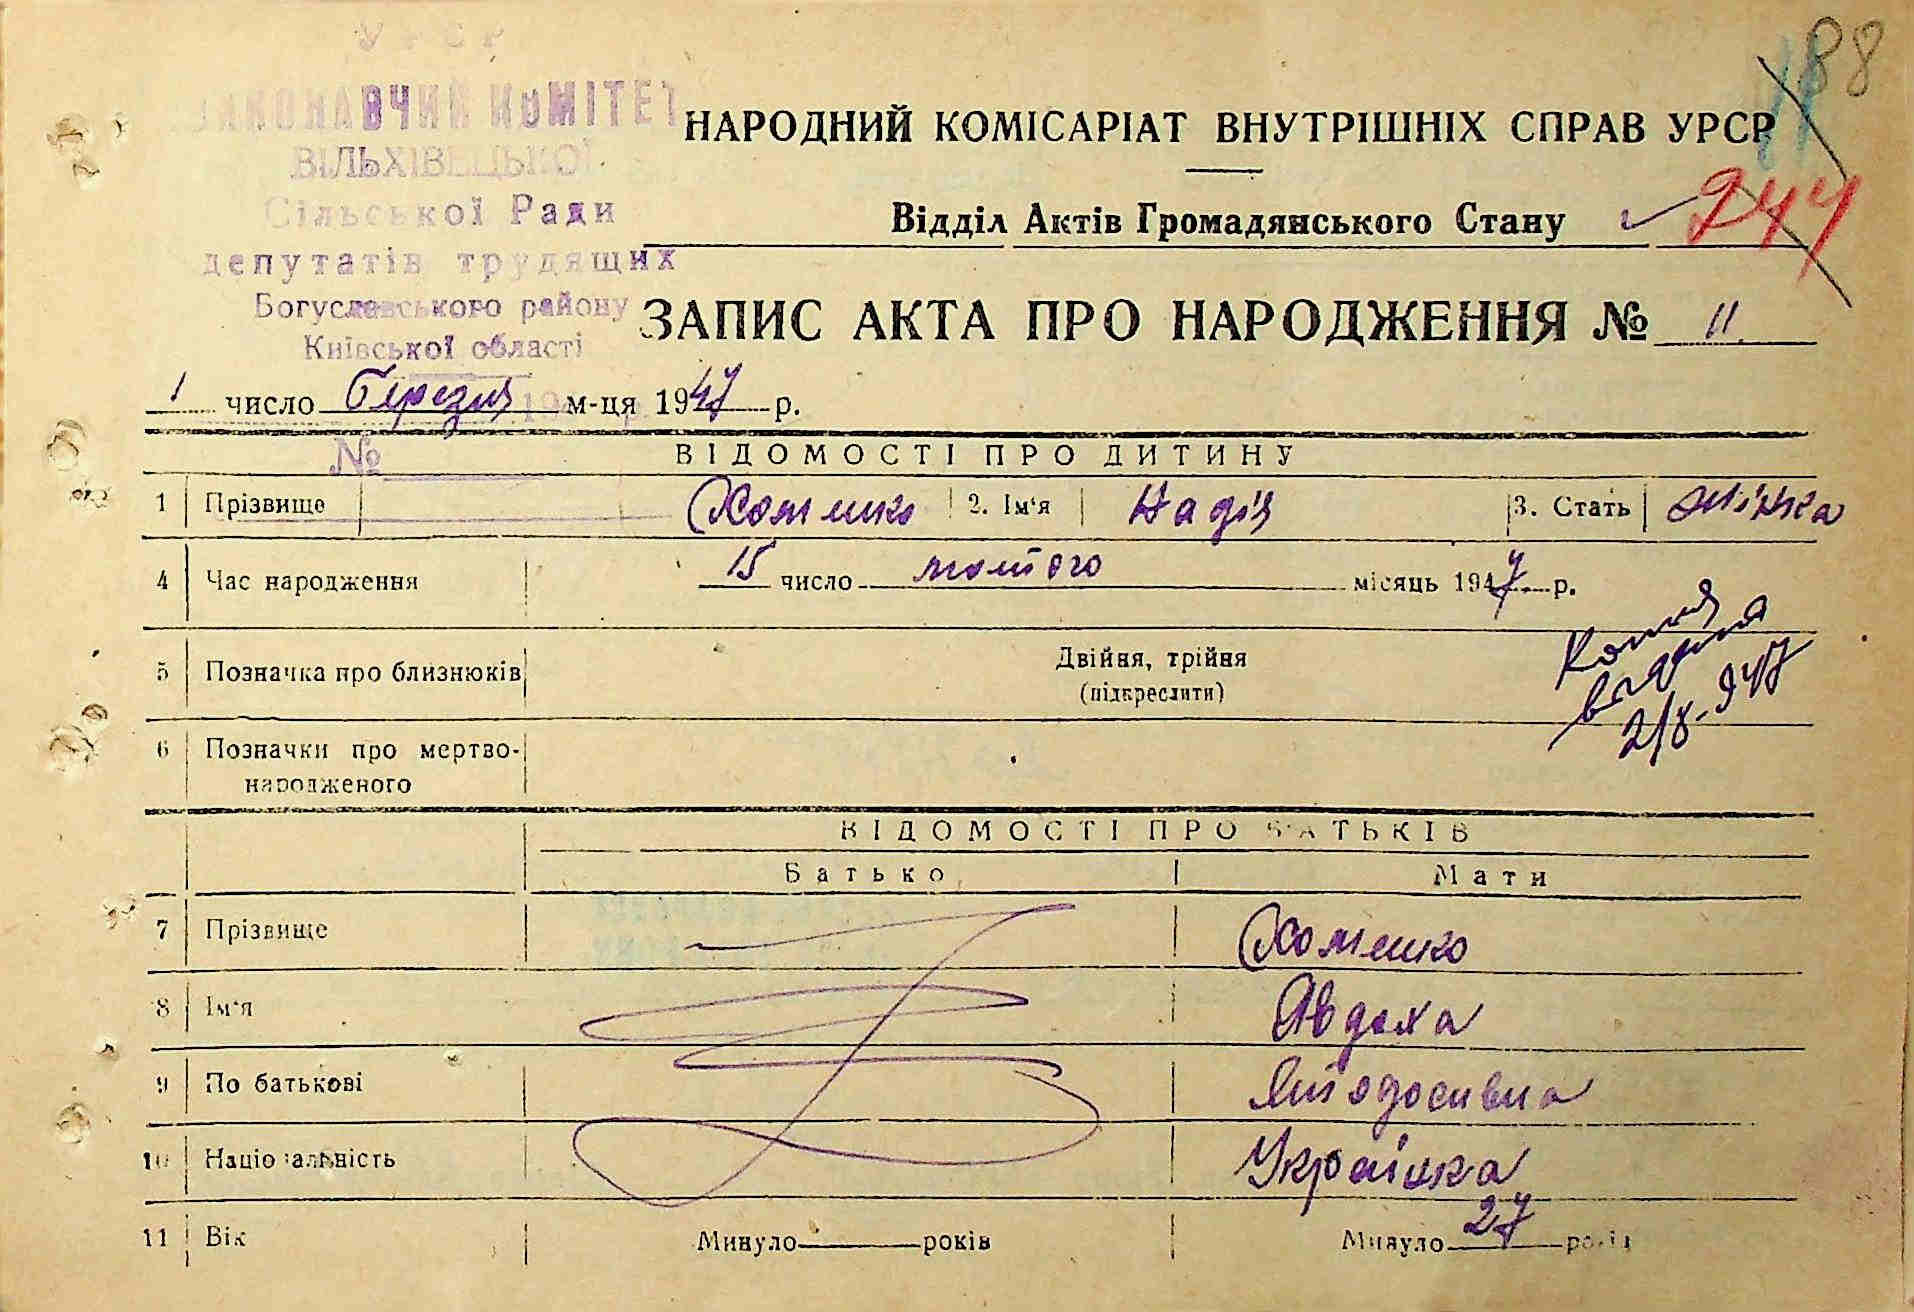 УРСР
88
ВИКОНАВЧИЙ КОМІТЕТ
ВІЛЬХІВЕЦЬКОЇ
Сільської Ради
депутатів трудящих
Богуславського району
Київської області
НАРОДНИЙ КОМІСАРІАТ ВНУТРІШНІХ СПРАВ УРСР
Відділ Актів Громадянського Стану
244
ЗАПИС АКТА ПРО НАРОДЖЕННЯ № 11
1 число березня м-ця 1947 р.
№
ВІДОМОСТІ ПРО ДИТИНУ
1 Прізвище Хоменко 2. Ім'я Надія 3. Стать жінка
4 Час народження 15 число лютого місяць 1947 р.
5 Позначка про близнюків Двійня, трійня
(підкреслити)
Копия
видана
2/8-947
6 Позначки про мертво-
народженого
ВІДОМОСТІ ПРО БАТЬКІВ
Батько Мати
7 Прізвище Хоменко
8 Ім'я Явдоха
9 По батькові
10 Національність Українка
11 Вік Минуло років Минуло 27 років